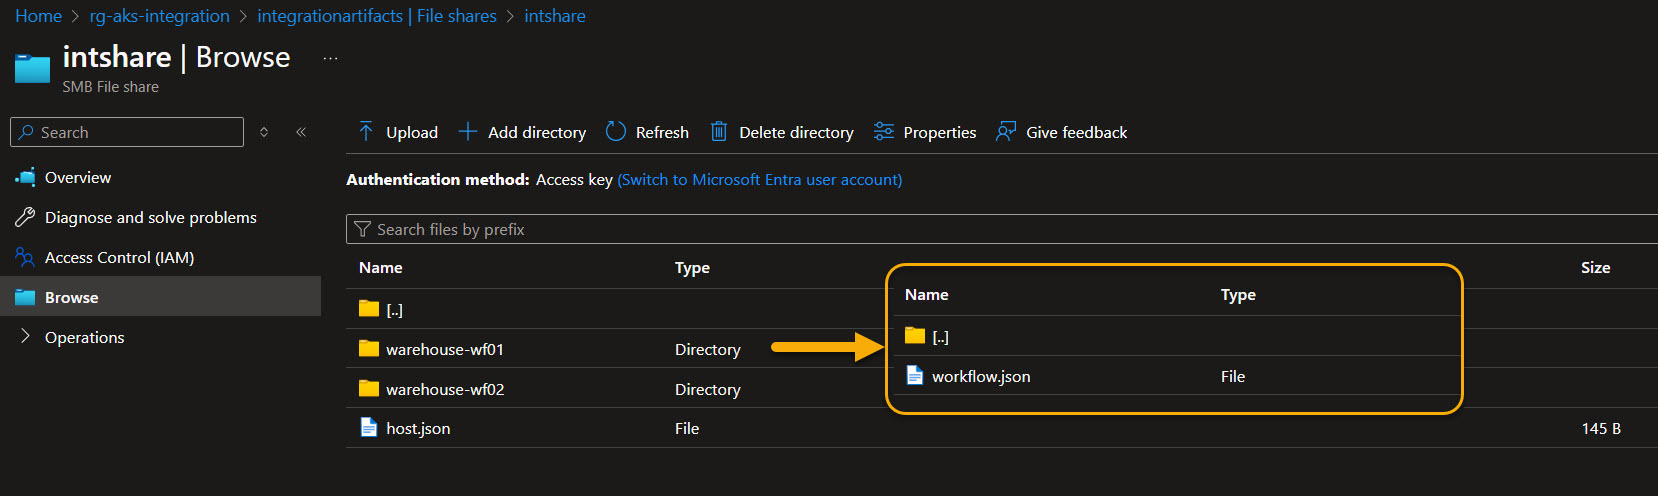 Home > rg-aks-integration > integrationartifacts | File shares > intshare
intshare | Browse ...
SMB File share
Search
Overview
Diagnose and solve problems
Access Control (IAM)
Browse
Operations
Upload Add directory Refresh Delete directory Properties Give feedback
Authentication method: Access key (Switch to Microsoft Entra user account)
Search files by prefix
Name Type Size
[..]
warehouse-wf01 Directory
warehouse-wf02 Directory
host.json File 145 B
Name Type
[..]
workflow.json File